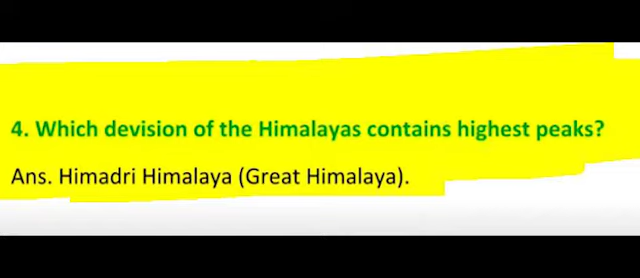 4. Which devision of the Himalayas contains highest peaks?
Ans. Himadri Himalaya (Great Himalaya).